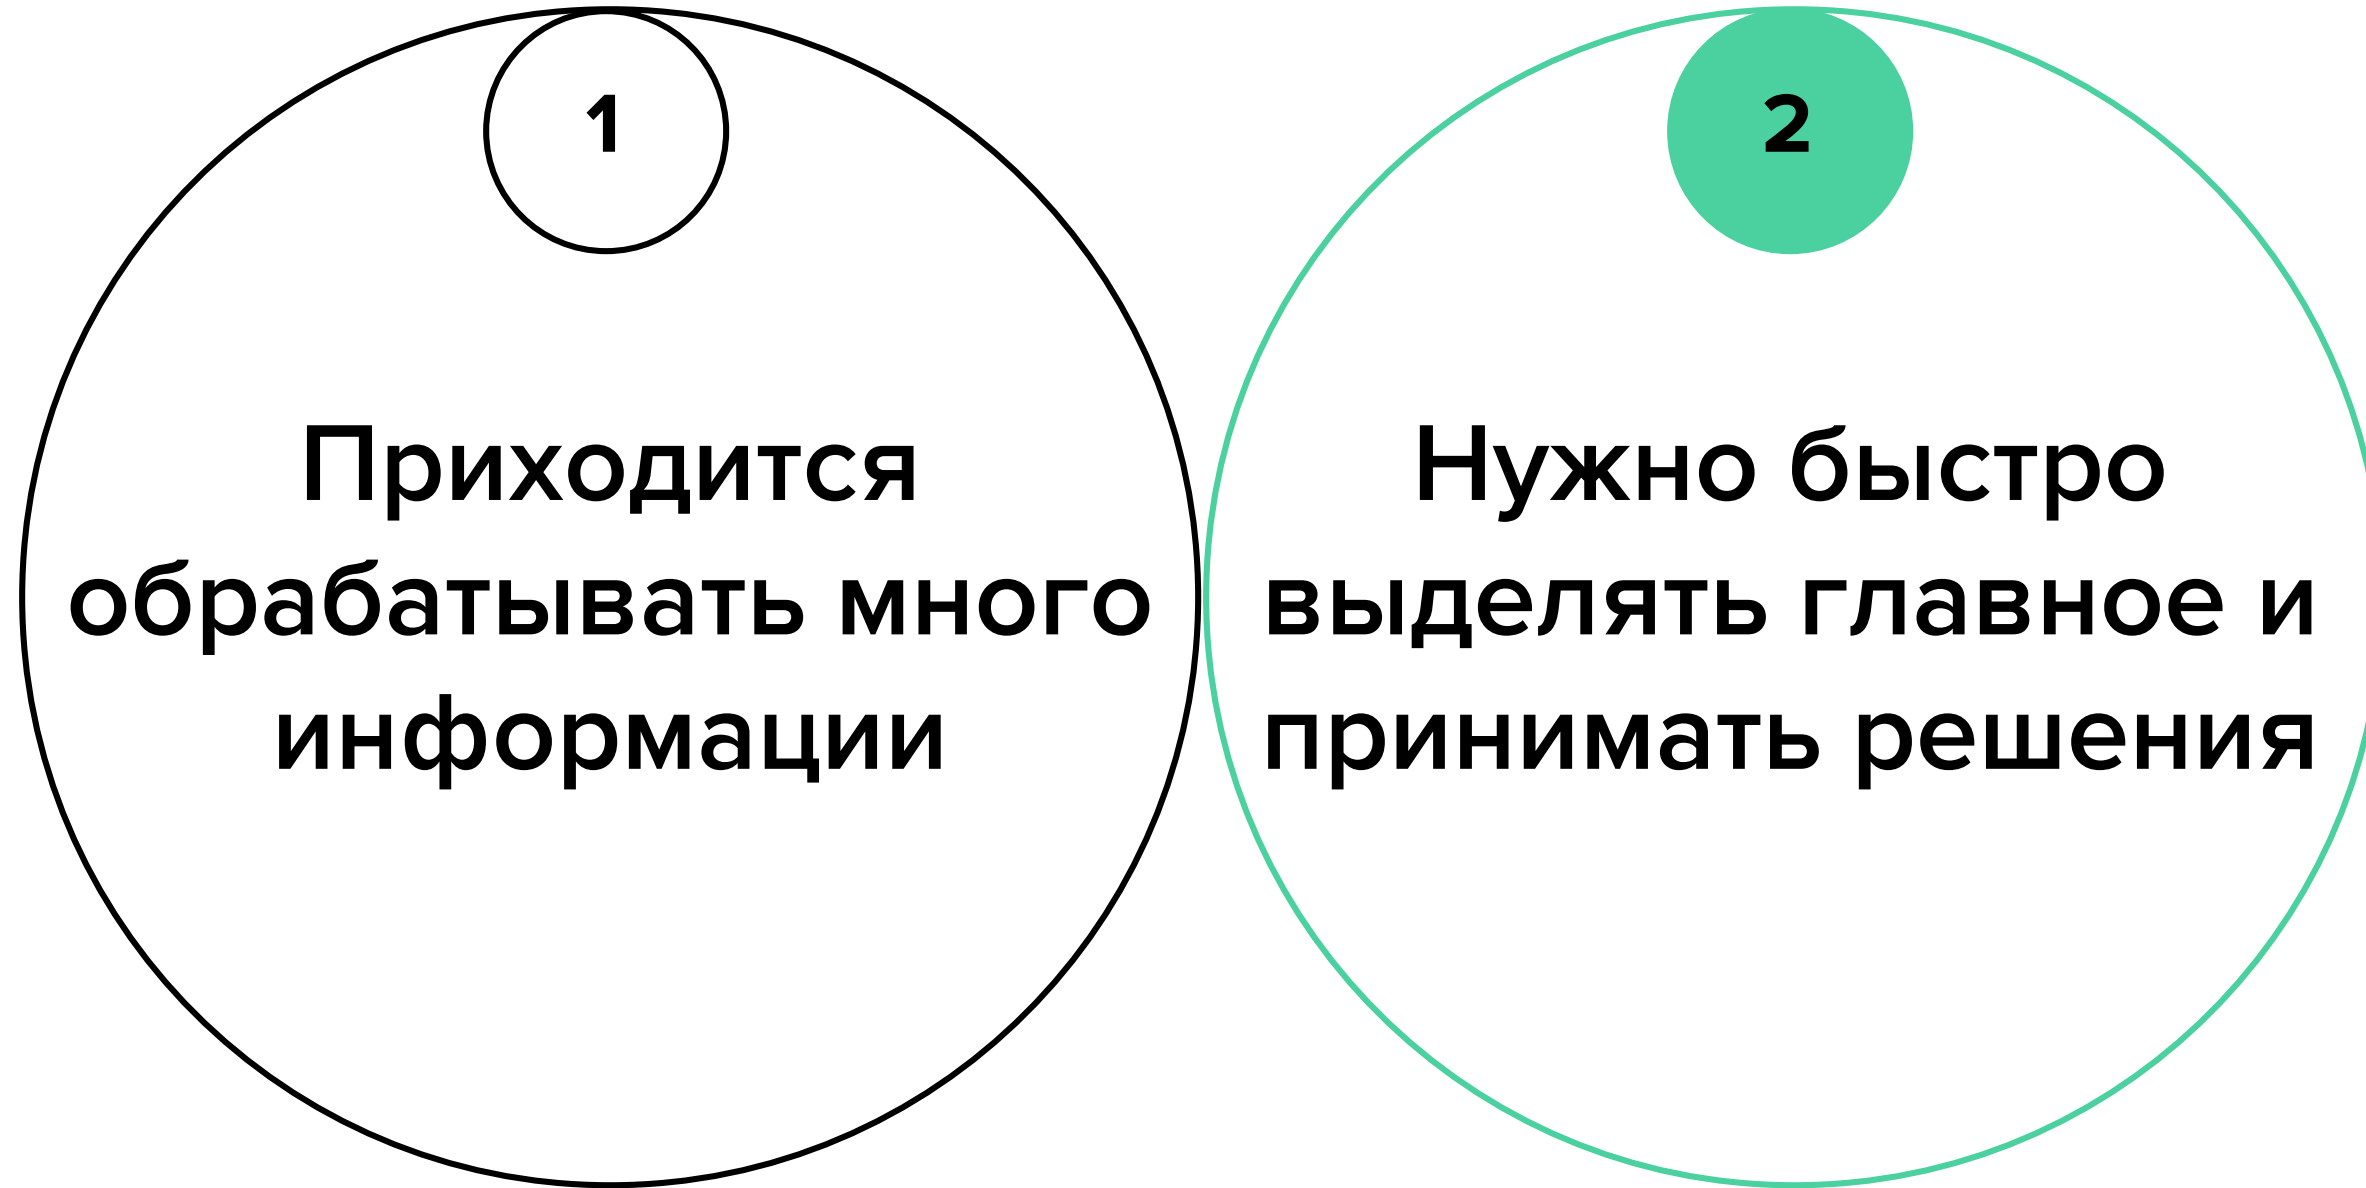 1
Приходится
обрабатывать много
информации
2
Нужно быстро
выделять главное и
принимать решения